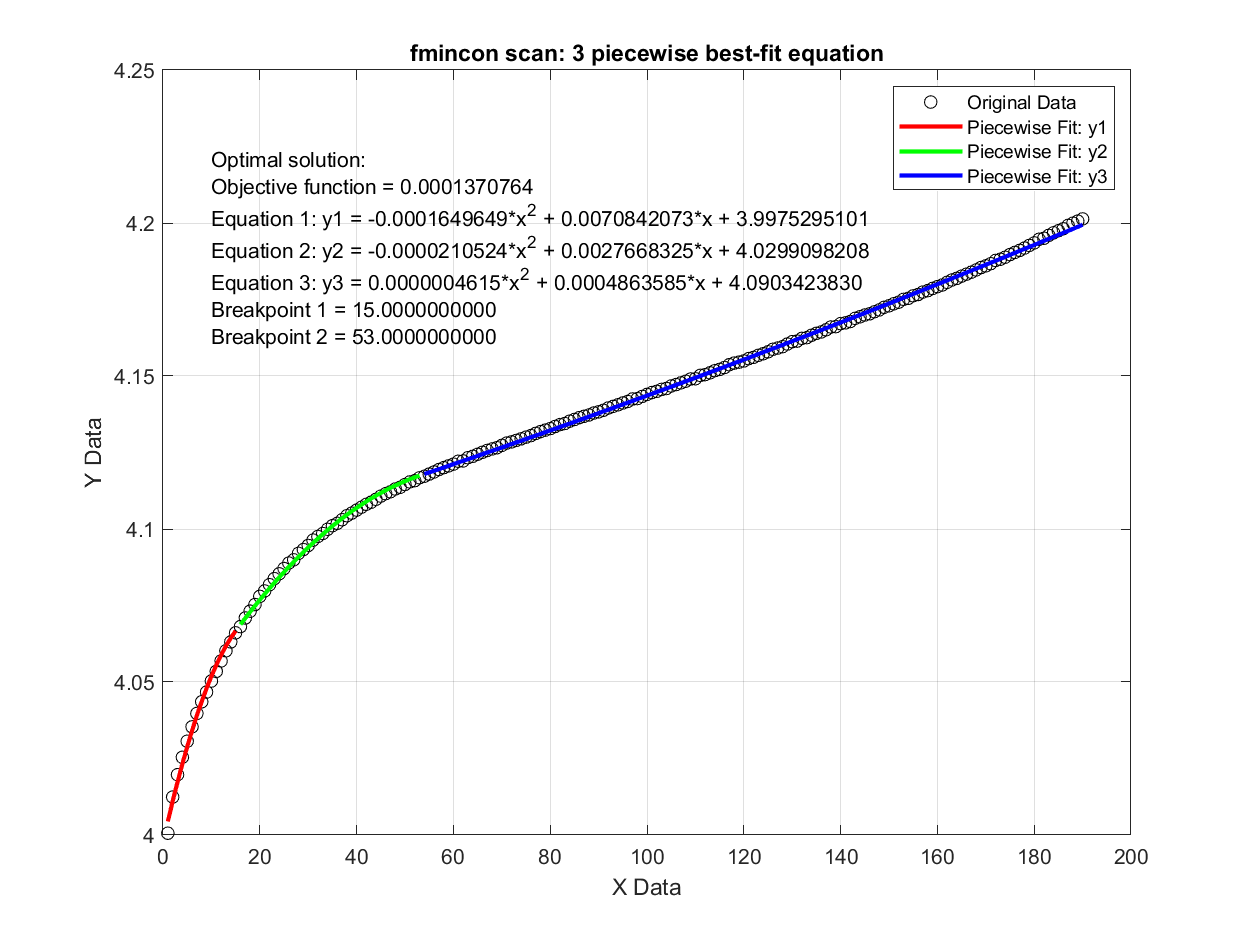 fmincon scan: 3 piecewise best-fit equation
4.25
4.2
4.15
4.1
4.05
4
Y Data
Optimal solution:
Objective function = 0.0001370764
Equation 1: y1 = -0.0001649649*x² + 0.0070842073*x + 3.9975295101
Equation 2: y2 = -0.0000210524*x² + 0.0027668325*x + 4.0299098208
Equation 3: y3 = 0.0000004615*x² + 0.0004863585*x + 4.0903423830
Breakpoint 1 = 15.0000000000
Breakpoint 2 = 53.0000000000
Original Data
Piecewise Fit: y1
Piecewise Fit: y2
Piecewise Fit: y3
0 20 40 60 80 100 120 140 160 180 200
X Data